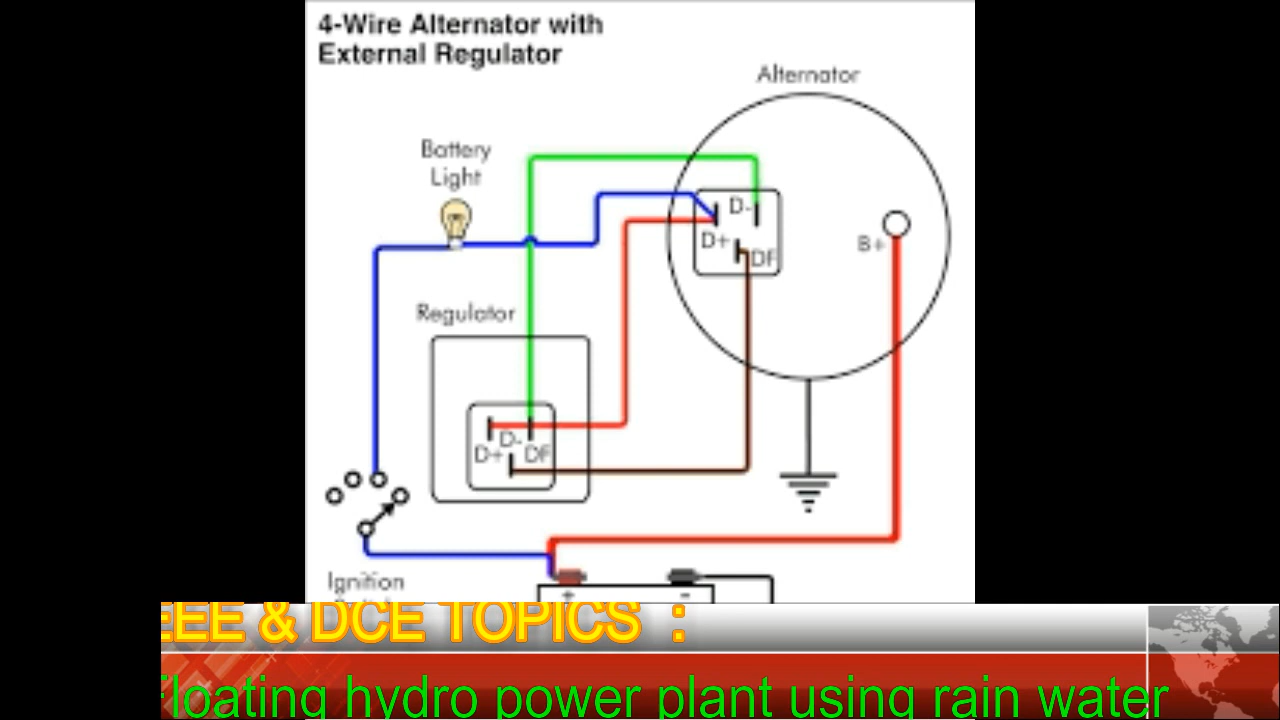 4-Wire Alternator with
External Regulator
Alternator
Battery
Light
D-
D+
DF
B+
Regulator
D-
D+ DF
Ignition
+ -
EEE & DCE TOPICS :
Floating hydro power plant using rain water